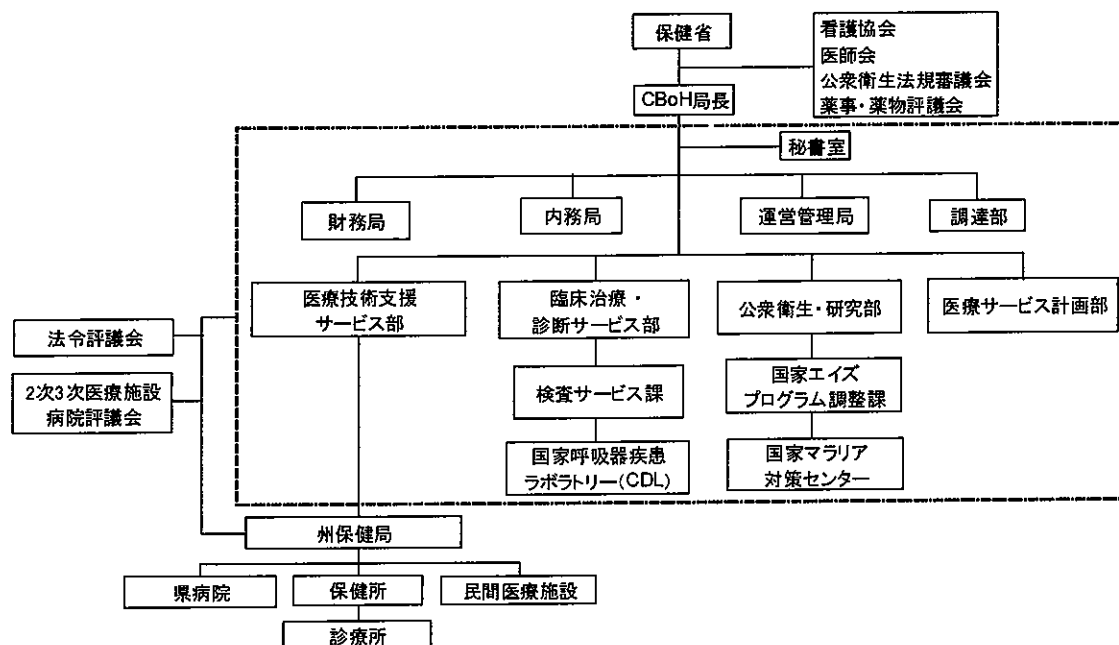 保健省
看護協会
医師会
公衆衛生法規審議会
薬事・薬物評議会
CBoH局長
秘書室
財務局
内務局
運営管理局
調達部
医療技術支援
サービス部
臨床治療・
診断サービス部
公衆衛生・研究部
医療サービス計画部
法令評議会
2次3次医療施設
病院評議会
検査サービス課
国家エイズ
プログラム調整課
国家呼吸器疾患
ラボラトリー(CDL)
国家マラリア
対策センター
州保健局
県病院
保健所
民間医療施設
診療所